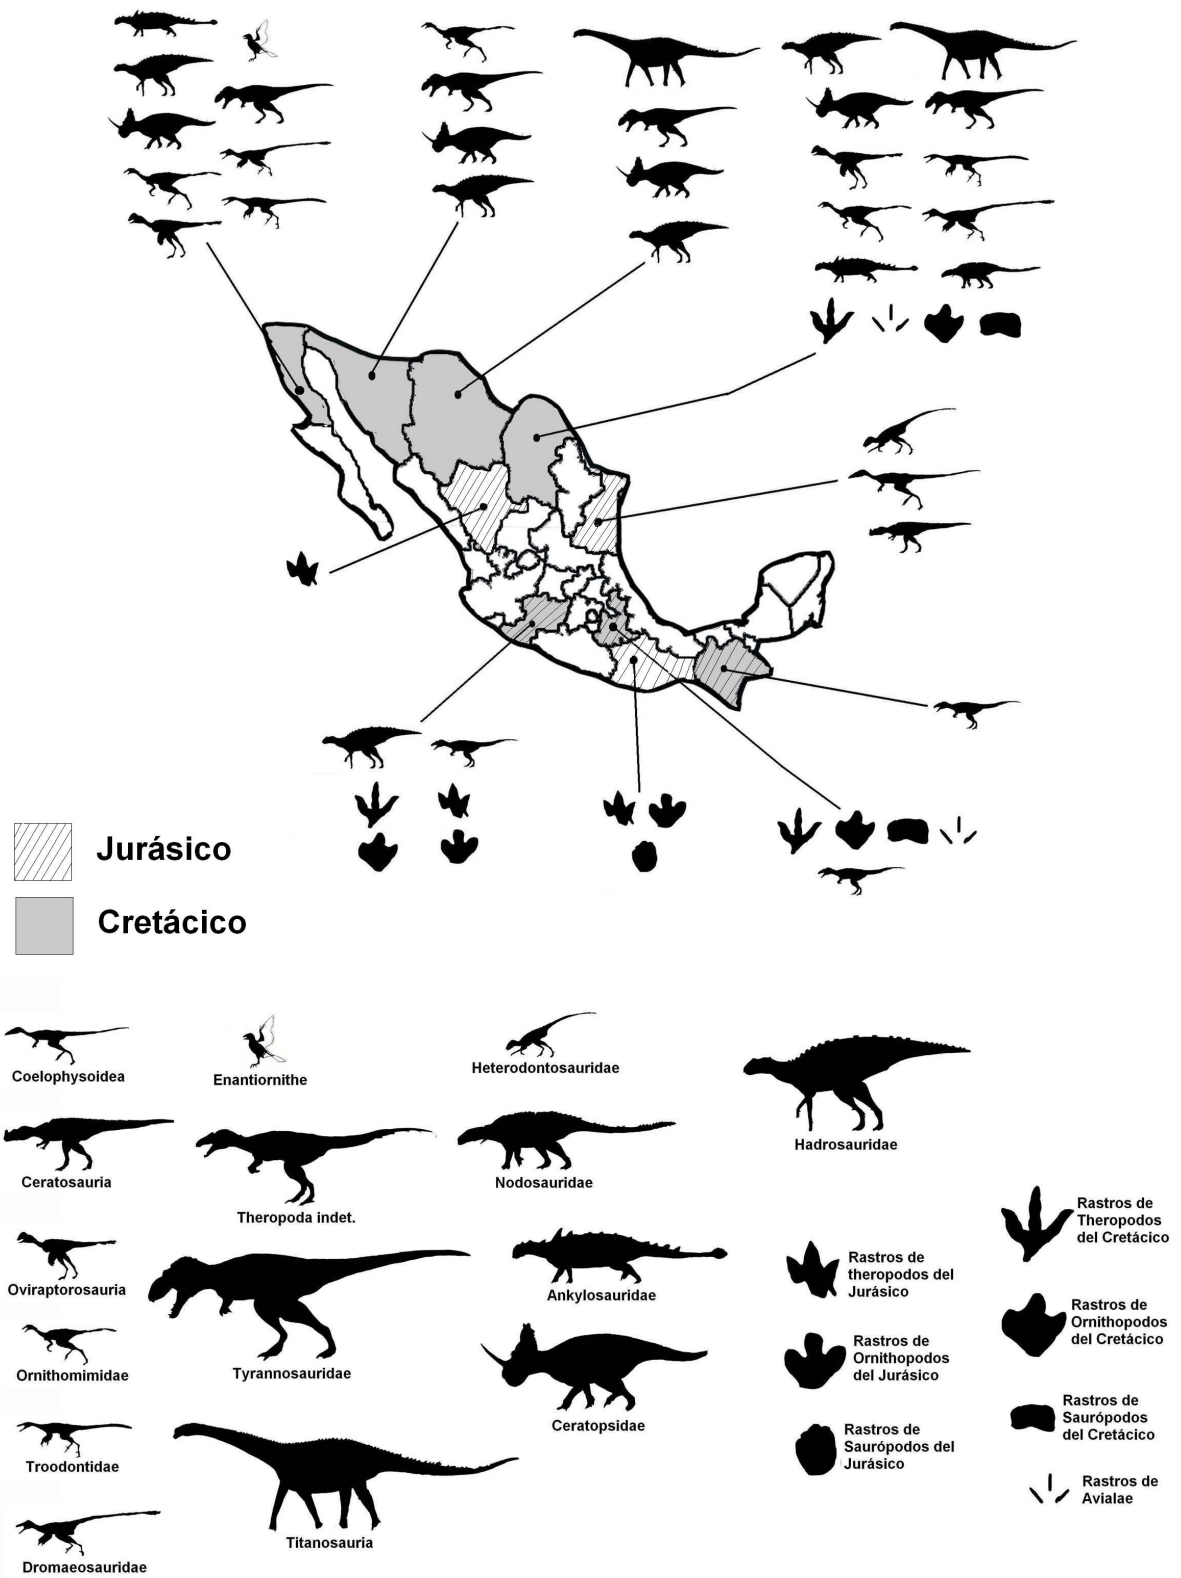 Jurásico
Cretácico
Coelophysoidea
Enantiornithe
Heterodontosauridae
Hadrosauridae
Ceratosauria
Theropoda indet.
Nodosauridae
Oviraptorosauria
Tyrannosauridae
Ankylosauridae
Ornithomimidae
Ceratopsidae
Troodontidae
Titanosauria
Dromaeosauridae
Rastros de
theropodos del
Jurásico
Rastros de
Ornithopodos
del Jurásico
Rastros de
Saurópodos del
Jurásico
Rastros de
Theropodos
del Cretácico
Rastros de
Ornithopodos
del Cretácico
Rastros de
Saurópodos
del Cretácico
Rastros de
Avialae